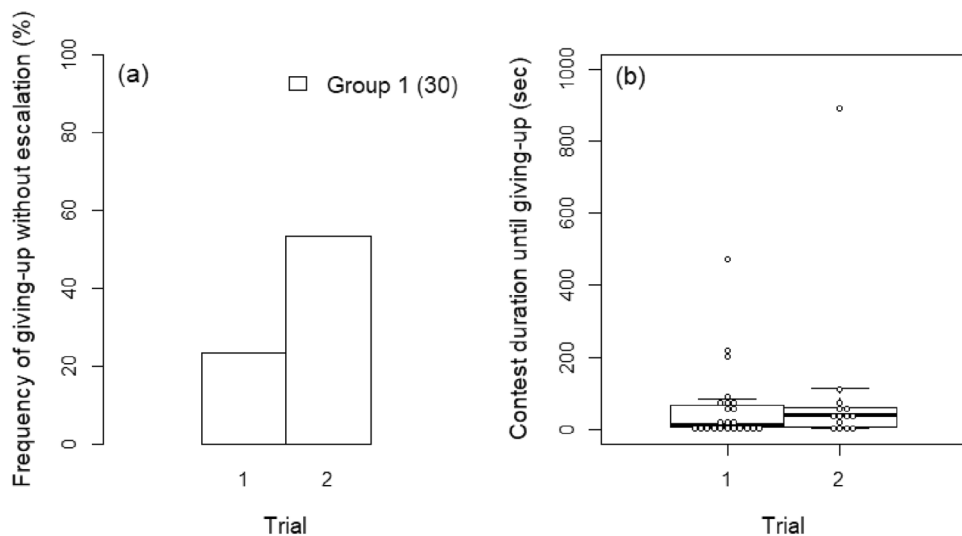 Frequency of giving-up without escalation (%)
100
80
60
40
20
0
(a)
Group 1 (30)
1 2
Trial
Contest duration until giving-up (sec)
1000
800
600
400
200
0
(b)
1 2
Trial